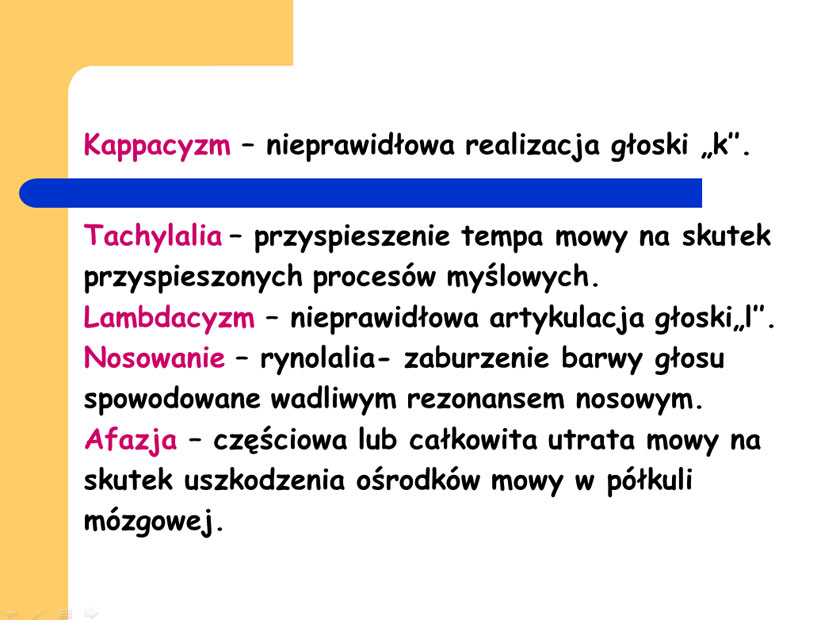 Kappacyzm – nieprawidłowa realizacja głoski „k”.
Tachylalia – przyspieszenie tempa mowy na skutek
przyspieszonych procesów myślowych.
Lambdacyzm – nieprawidłowa artykulacja głoski„l”.
Nosowanie – rynolalia- zaburzenie barwy głosu
spowodowane wadliwym rezonansem nosowym.
Afazja – częściowa lub całkowita utrata mowy na
skutek uszkodzenia ośrodków mowy w półkuli
mózgowej.